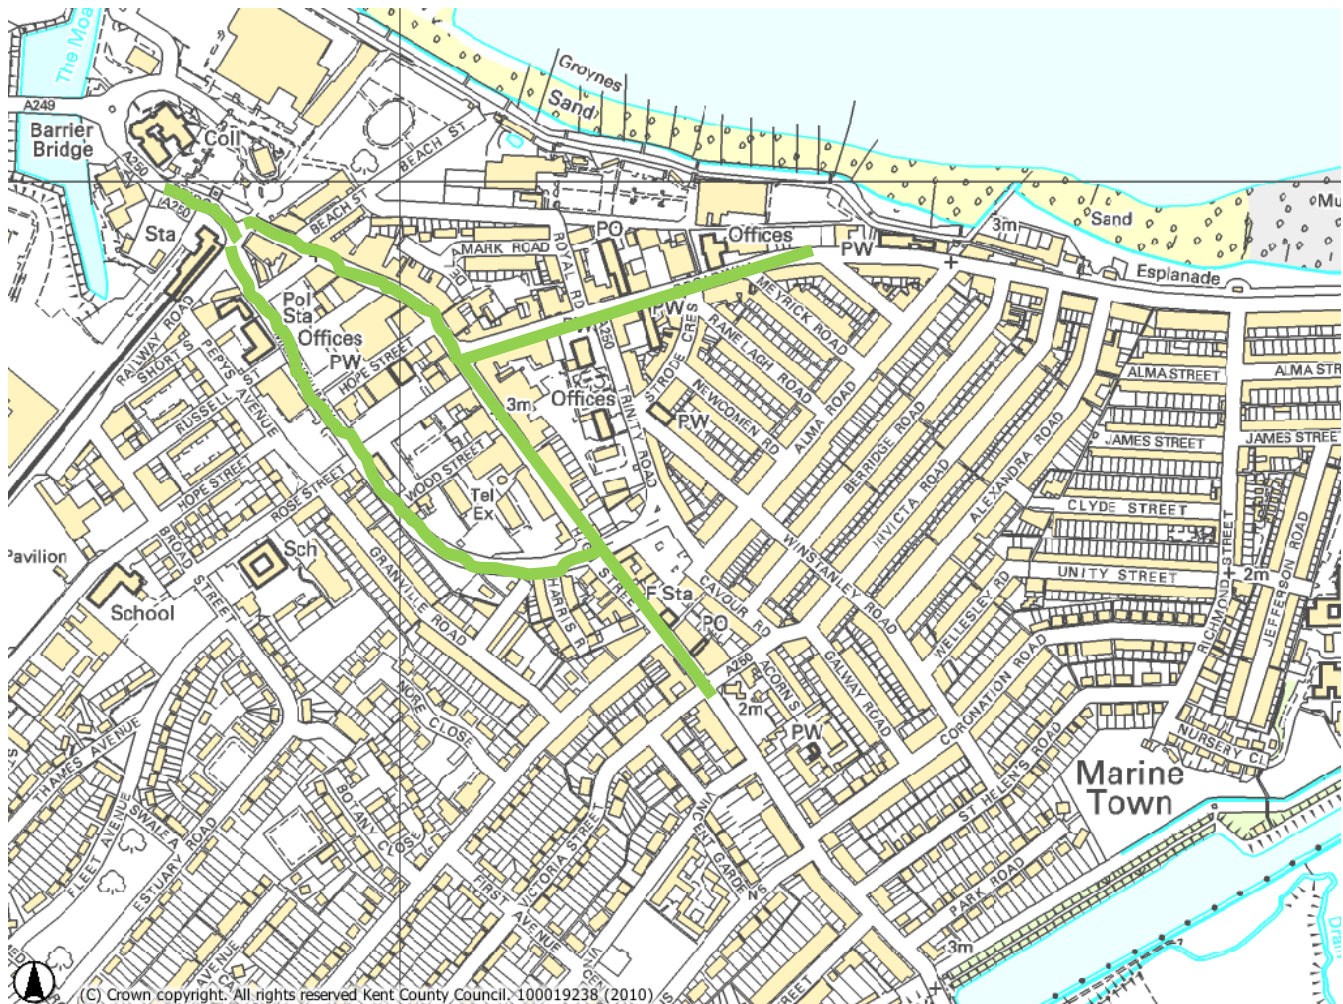 The Moa
Groynes
Sand
A249
Barrier
Bridge
Coll
A250
BEACH ST
A250
BEACH ST
Sta
MARK ROAD
ROYAL RD
PO
Offices
PW
3m
Sand
Mu
Esplanade
Pol
Sta
Offices
PW
HOPE STREET
RAILWAY ROAD
SHORT
RUSSELL
AVENUE
A250
PW
MEYRICK ROAD
RANELAGH ROAD
STRODE CRES
NEWCOMEN RD
ALMA ROAD
3m
Offices
TRINITY ROAD
PW
BERRIDGE ROAD
INVICTA ROAD
ALEXANDRA ROAD
ALMA STREET
ALMA STR
JAMES STREET
JAMES STREET
CLYDE STREET
UNITY STREET
RICHMOND STREET
JEFFERSON ROAD
2m
HOPE STREET
ROSE STREET
WOOD STREET
Tel
Ex
BROAD STREET
Pavilion
Sch
School
GRANVILLE ROAD
HARRIS R
F Sta
CAVOUR RD
PO
WINSTANLEY ROAD
WELLESLEY RD
A250
ACORN S
GALWAY ROAD
2m
PW
CORONATION ROAD
ST HELENS ROAD
NURSERY CL
Marine
Town
PARK ROAD
3m
THAMES AVENUE
FLEET AVENUE
SWALE A
ESTUARY ROAD
NORE CLOSE
BOTANY CLOSE
FIRST AVENUE
VICTORIA STREET
VINCENT GARDENS
AVENUE
Drain
(C) Crown copyright. All rights reserved Kent County Council. 100019238 (2010)